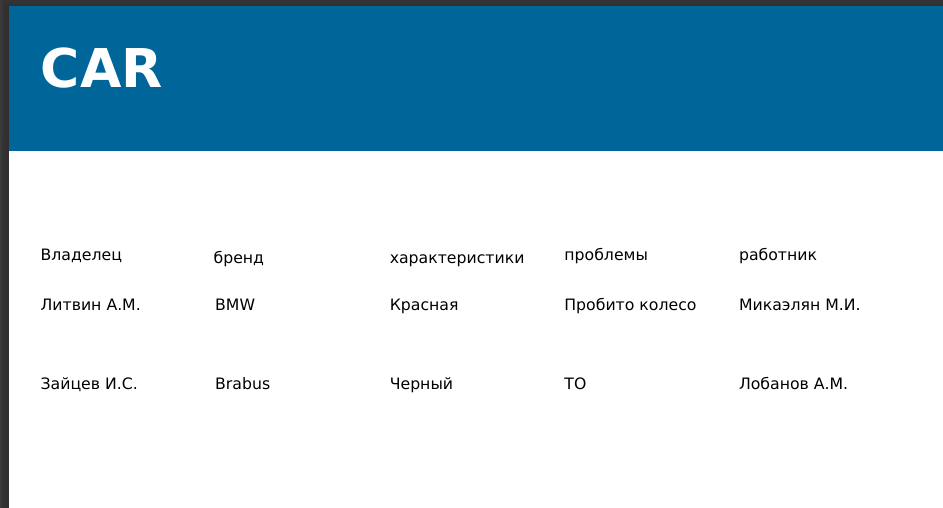 CAR
Владелец бренд характеристики проблемы работник
Литвин А.М. BMW Красная Пробито колесо Микаэлян М.И.
Зайцев И.С. Brabus Черный ТО Лобанов А.М.